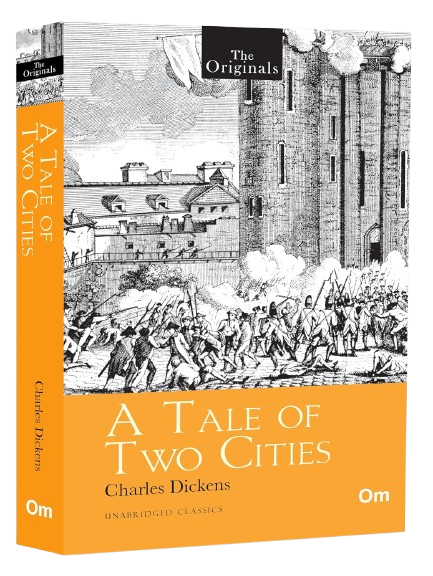 The
Originals
A TALE OF
TWO CITIES
Charles Dickens
Om
The
Originals
A TALE OF
TWO CITIES
Charles Dickens
UNABRIDGED CLASSICS
Om